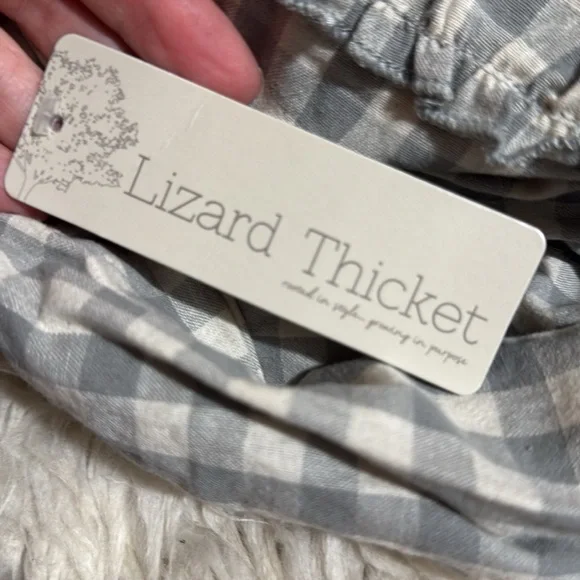 Lizard Thicket
rooted in style... growing in purpose